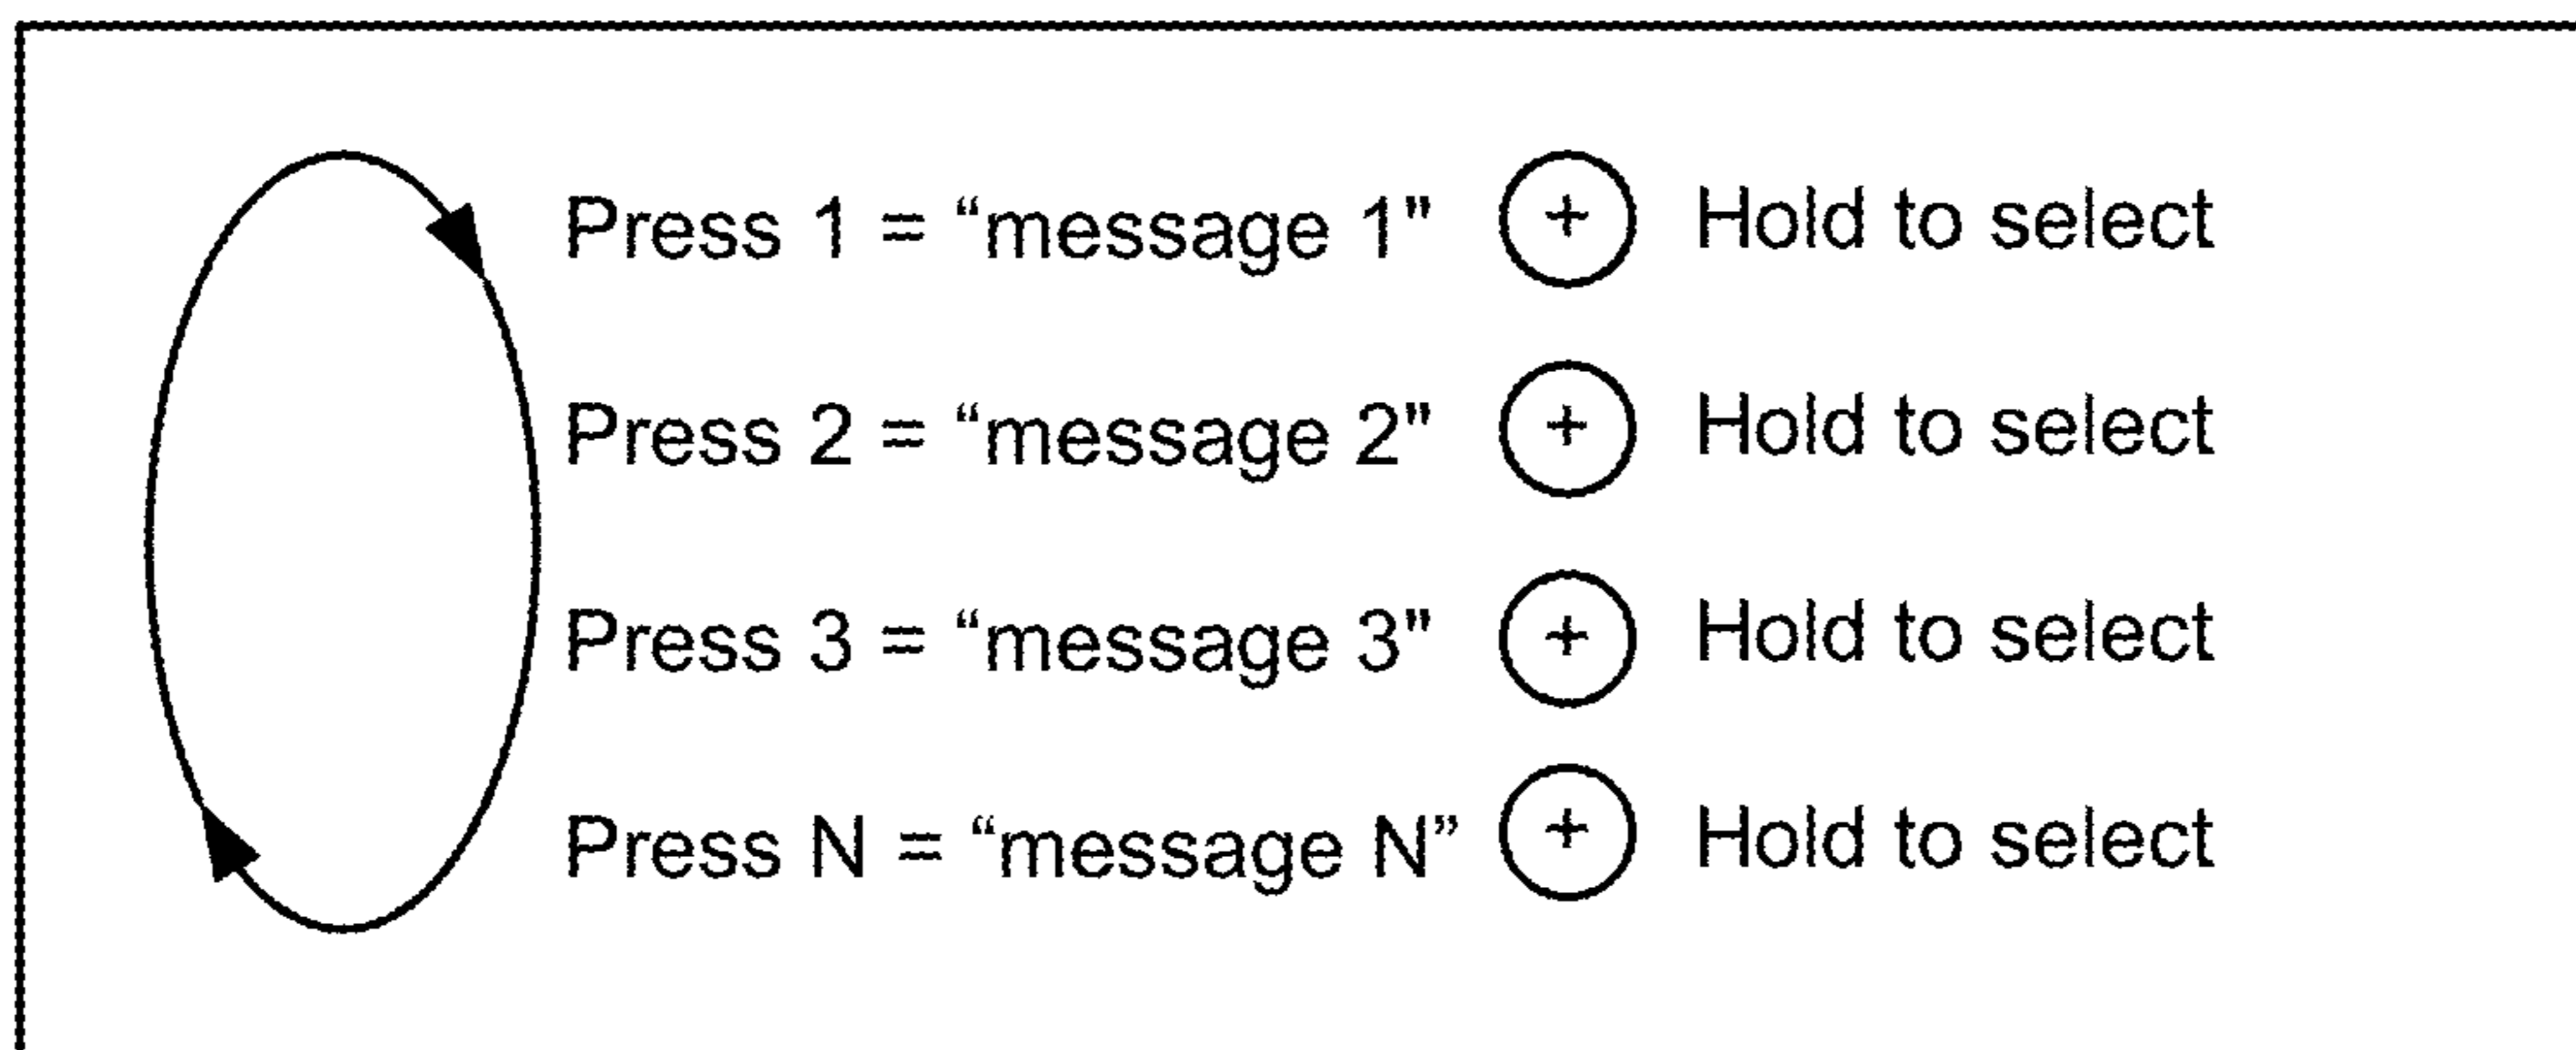 Press 1 = “message 1" + Hold to select
Press 2 = “message 2" + Hold to select
Press 3 = “message 3" + Hold to select
Press N = “message N” + Hold to select